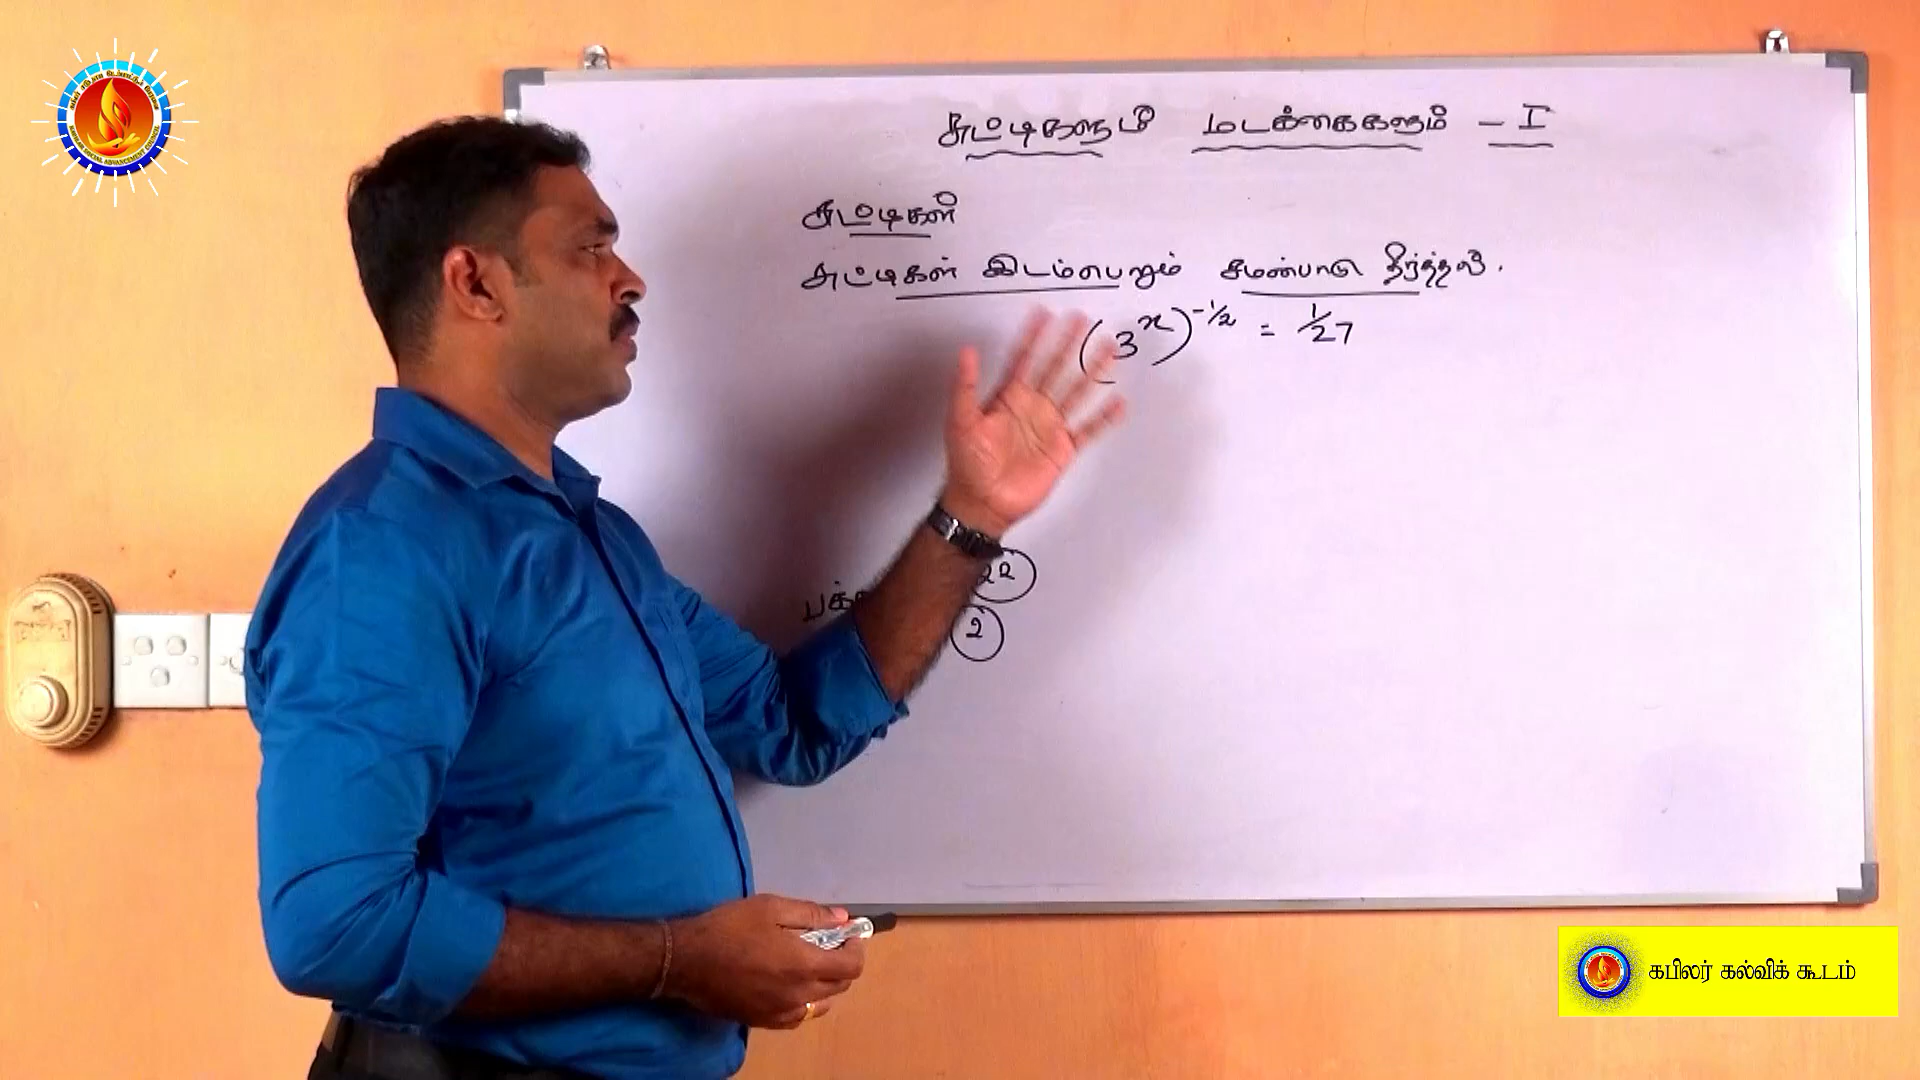 சுட்டிகளும் மடக்கைகளும் - I
சுட்டிகள்
சுட்டிகள் இடம்பெறும் சமன்பாடு தீர்த்தல்.
(3^x)^-1/2 = 1/27
22
2
கபிலர் கல்விக் கூடம்